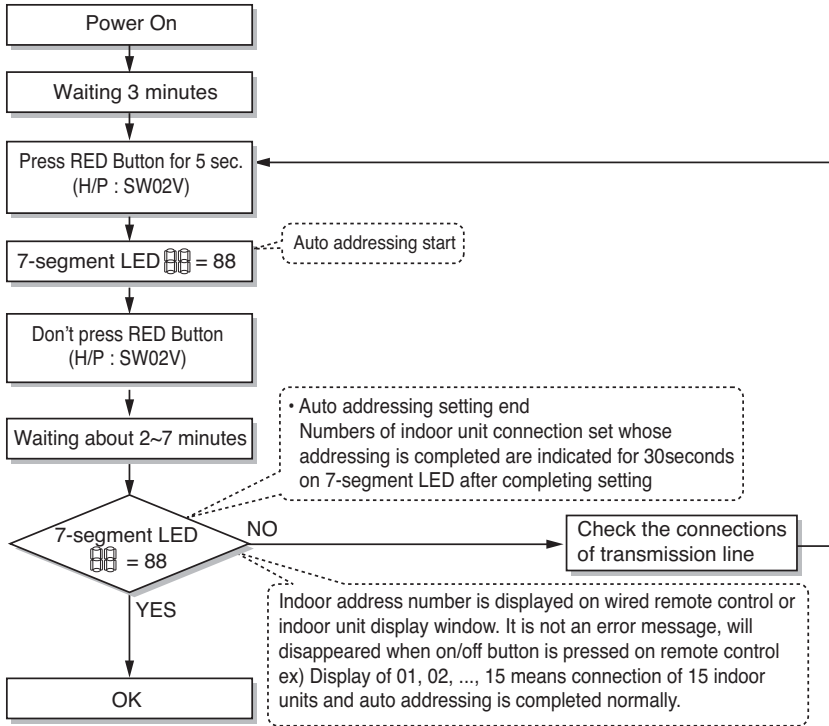 Power On
Waiting 3 minutes
Press RED Button for 5 sec.
(H/P : SW02V)
7-segment LED 88 = 88
Auto addressing start
Don't press RED Button
(H/P : SW02V)
Waiting about 2~7 minutes
• Auto addressing setting end
Numbers of indoor unit connection set whose
addressing is completed are indicated for 30seconds
on 7-segment LED after completing setting
7-segment LED
88 = 88
NO
Check the connections
of transmission line
YES
Indoor address number is displayed on wired remote control or
indoor unit display window. It is not an error message, will
disappeared when on/off button is pressed on remote control
ex) Display of 01, 02, ..., 15 means connection of 15 indoor
units and auto addressing is completed normally.
OK